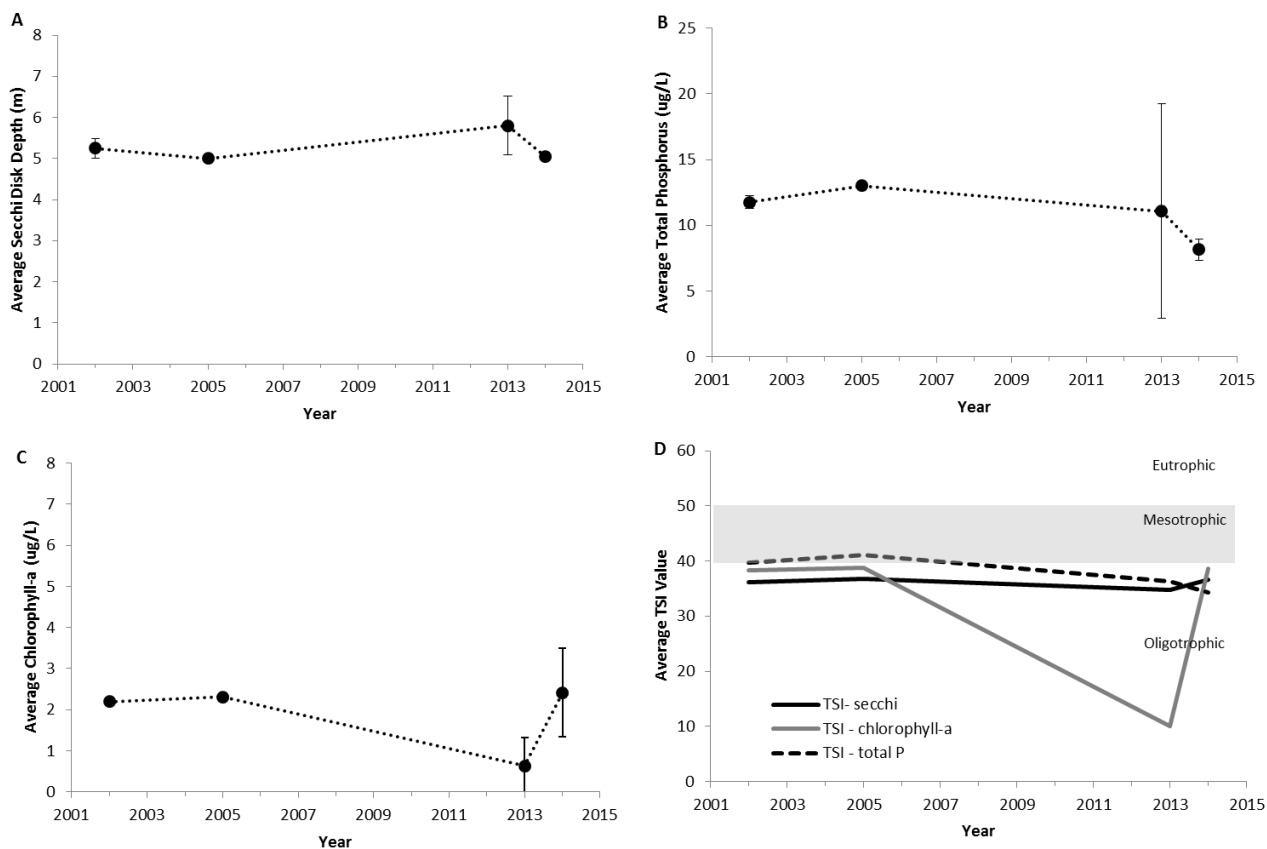 A
8
7
6
5
4
3
2
1
0
Average Secchi Disk Depth (m)
2001 2003 2005 2007 2009 2011 2013 2015
Year
B
25
20
15
10
5
0
Average Total Phosphorus (ug/L)
2001 2003 2005 2007 2009 2011 2013 2015
Year
C
8
7
6
5
4
3
2
1
0
Average Chlorophyll-a (ug/L)
2001 2003 2005 2007 2009 2011 2013 2015
Year
D
60
50
40
30
20
10
0
Average TSI Value
Eutrophic
Mesotrophic
Oligotrophic
TSI- secchi
TSI - chlorophyll-a
TSI - total P
2001 2003 2005 2007 2009 2011 2013 2015
Year